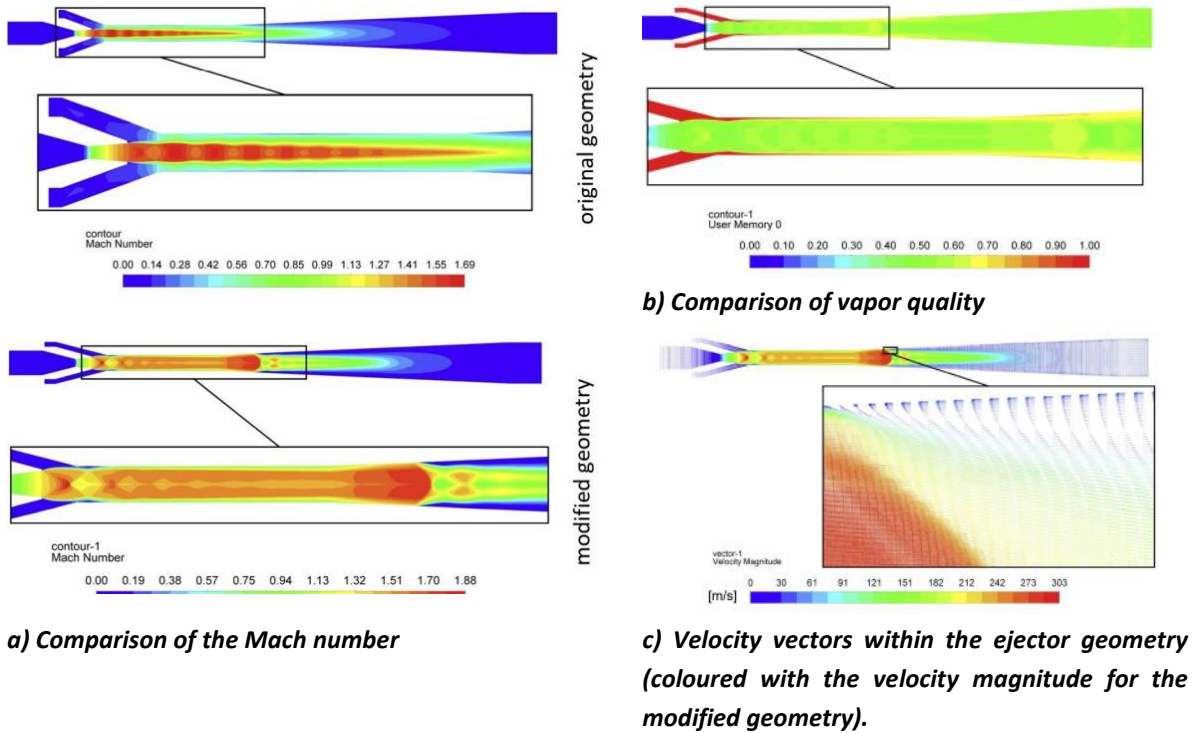 original geometry
contour
Mach Number
0.00 0.14 0.28 0.42 0.56 0.70 0.85 0.99 1.13 1.27 1.41 1.55 1.69
modified geometry
contour-1
Mach Number
0.00 0.19 0.38 0.57 0.75 0.94 1.13 1.32 1.51 1.70 1.88
a) Comparison of the Mach number
contour-1
User Memory 0
0.00 0.10 0.20 0.30 0.40 0.50 0.60 0.70 0.80 0.90 1.00
b) Comparison of vapor quality
vector-1
Velocity Magnitude
[m/s] 0 30 61 91 121 151 182 212 242 273 303
c) Velocity vectors within the ejector geometry
(coloured with the velocity magnitude for the
modified geometry).